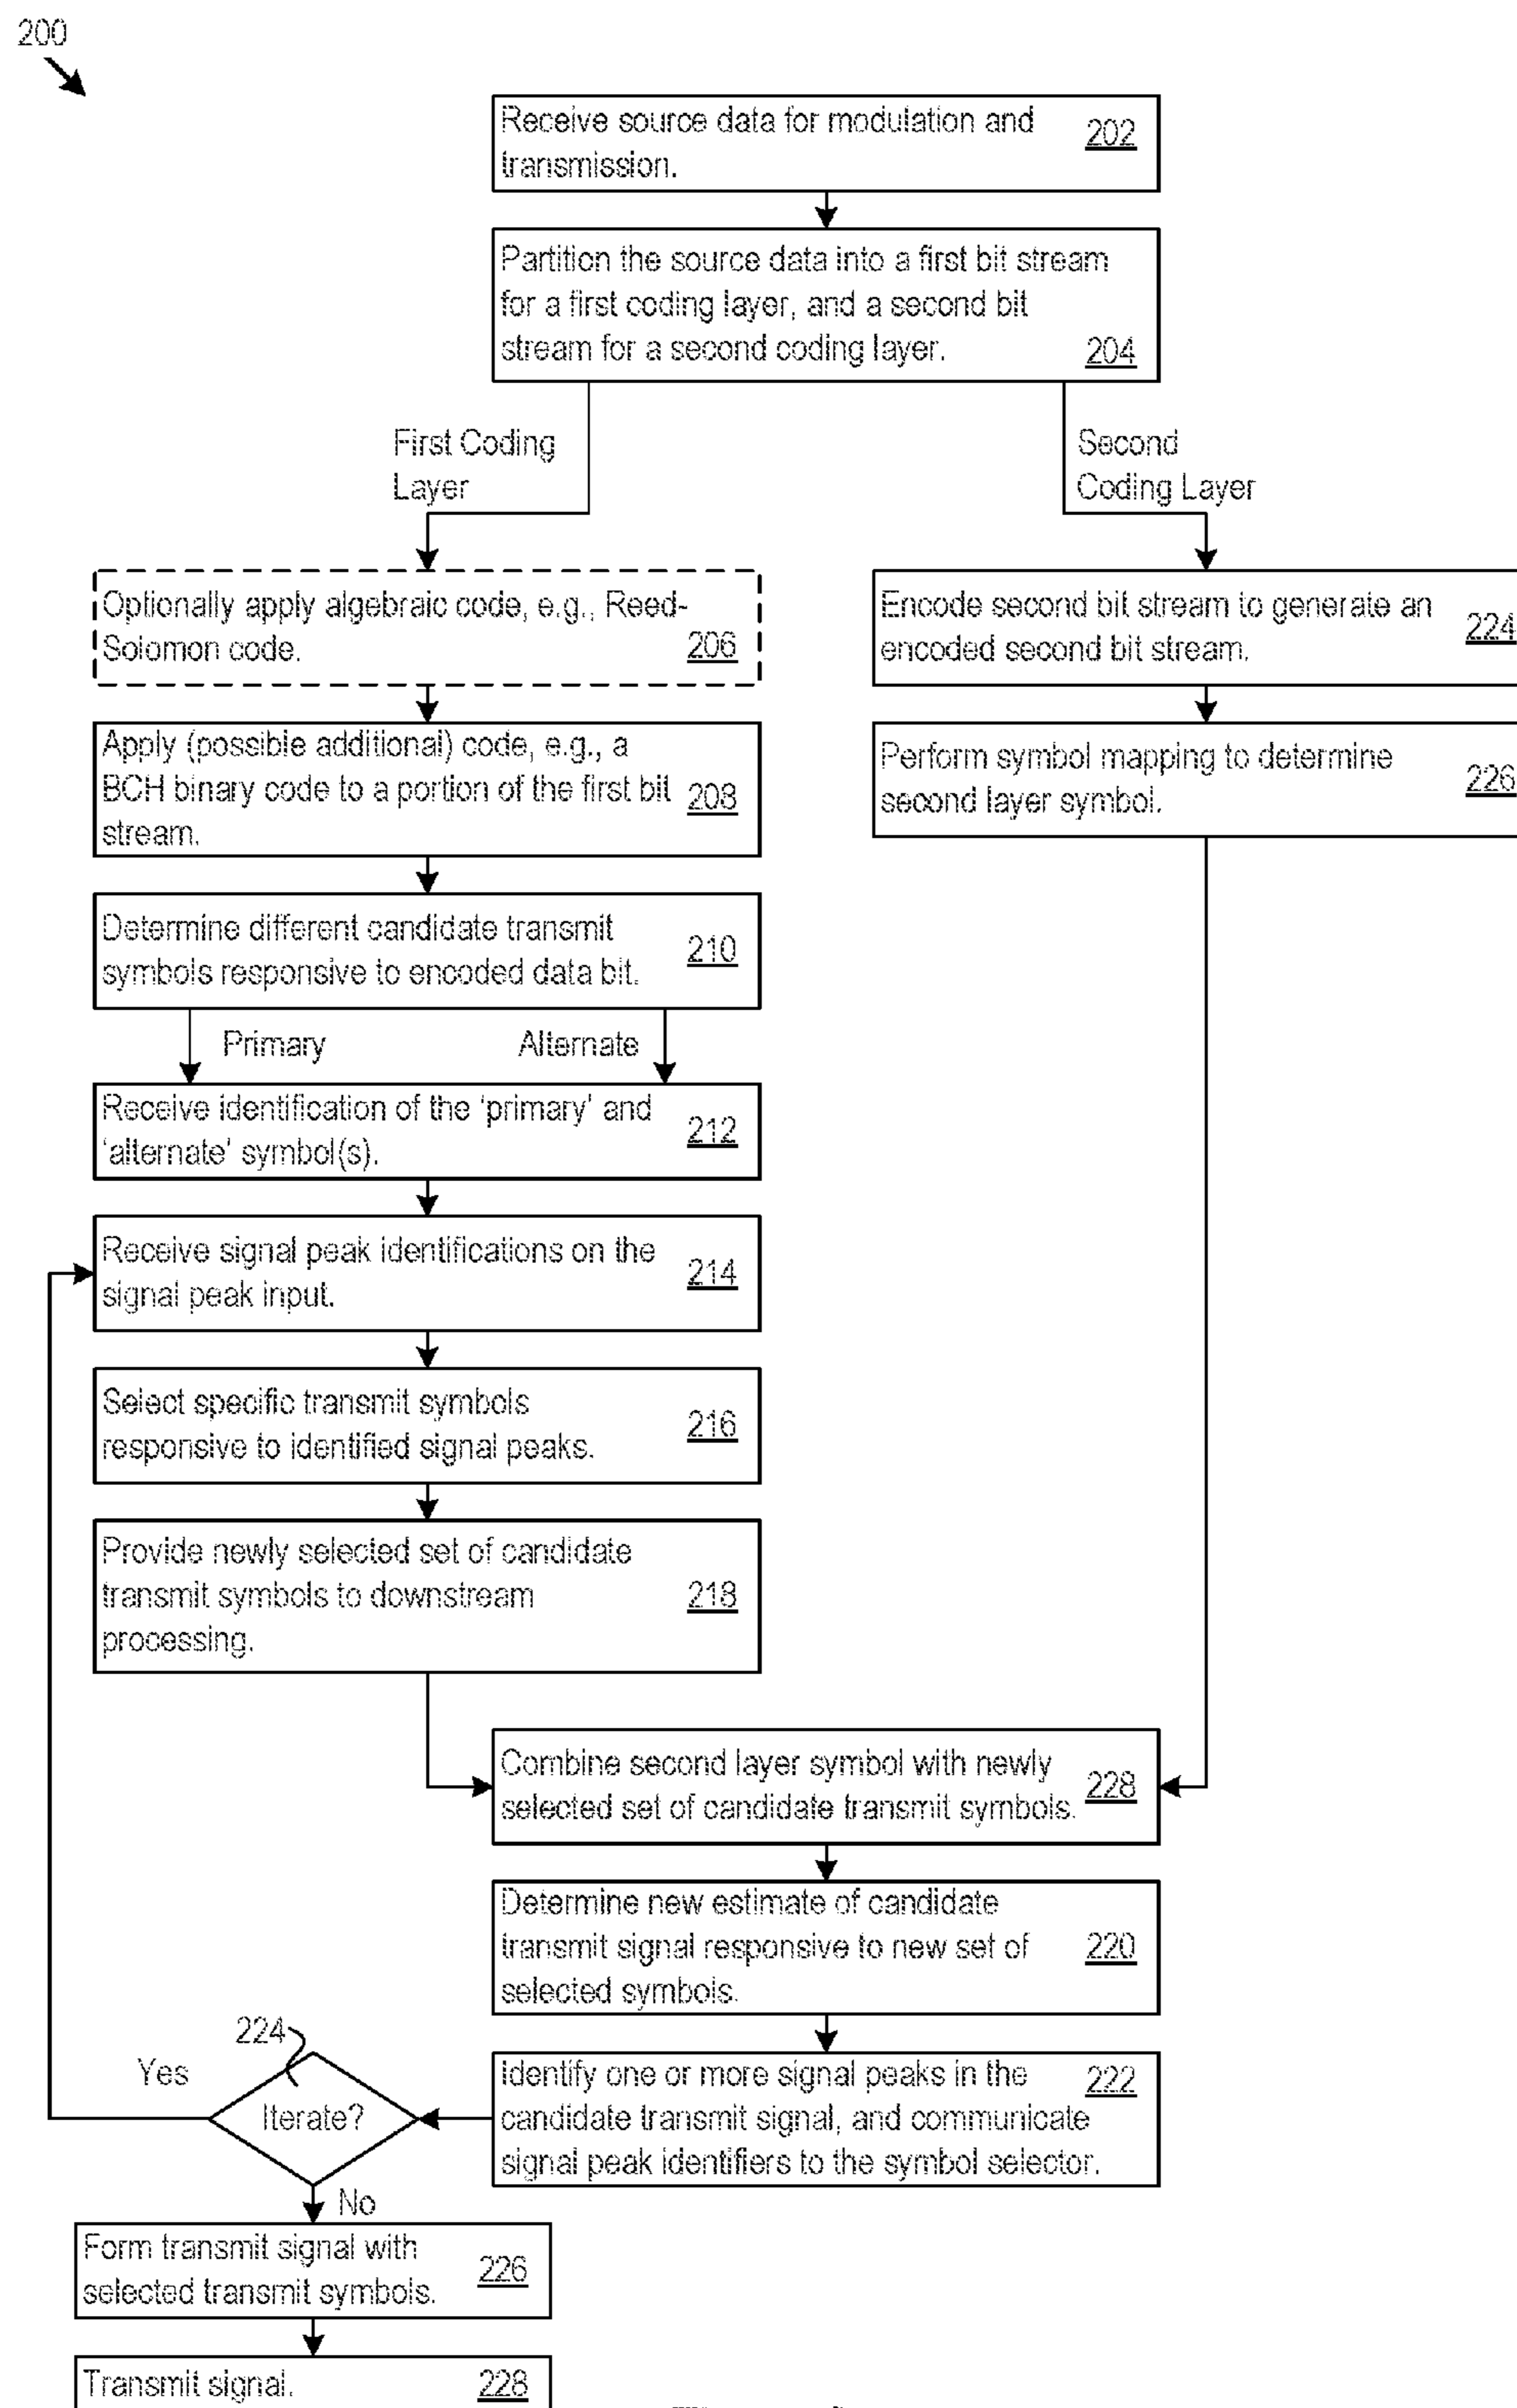 200
Receive source data for modulation and
transmission.
202
Partition the source data into a first bit stream
for a first coding layer, and a second bit
stream for a second coding layer.
204
First Coding
Layer
Second
Coding Layer
Optionally apply algebraic code, e.g., Reed-
Solomon code.
206
Encode second bit stream to generate an
encoded second bit stream.
224
Apply (possible additional) code, e.g., a
BCH binary code to a portion of the first bit
stream.
208
Perform symbol mapping to determine
second layer symbol.
226
Determine different candidate transmit
symbols responsive to encoded data bit.
210
Primary
Alternate
Receive identification of the ‘primary’ and
‘alternate’ symbol(s).
212
Receive signal peak identifications on the
signal peak input.
214
Select specific transmit symbols
responsive to identified signal peaks.
216
Provide newly selected set of candidate
transmit symbols to downstream
processing.
218
Combine second layer symbol with newly
selected set of candidate transmit symbols.
228
Determine new estimate of candidate
transmit signal responsive to new set of
selected symbols.
220
Identify one or more signal peaks in the
candidate transmit signal, and communicate
signal peak identifiers to the symbol selector.
222
224
Yes
Iterate?
No
Form transmit signal with
selected transmit symbols.
226
Transmit signal.
228